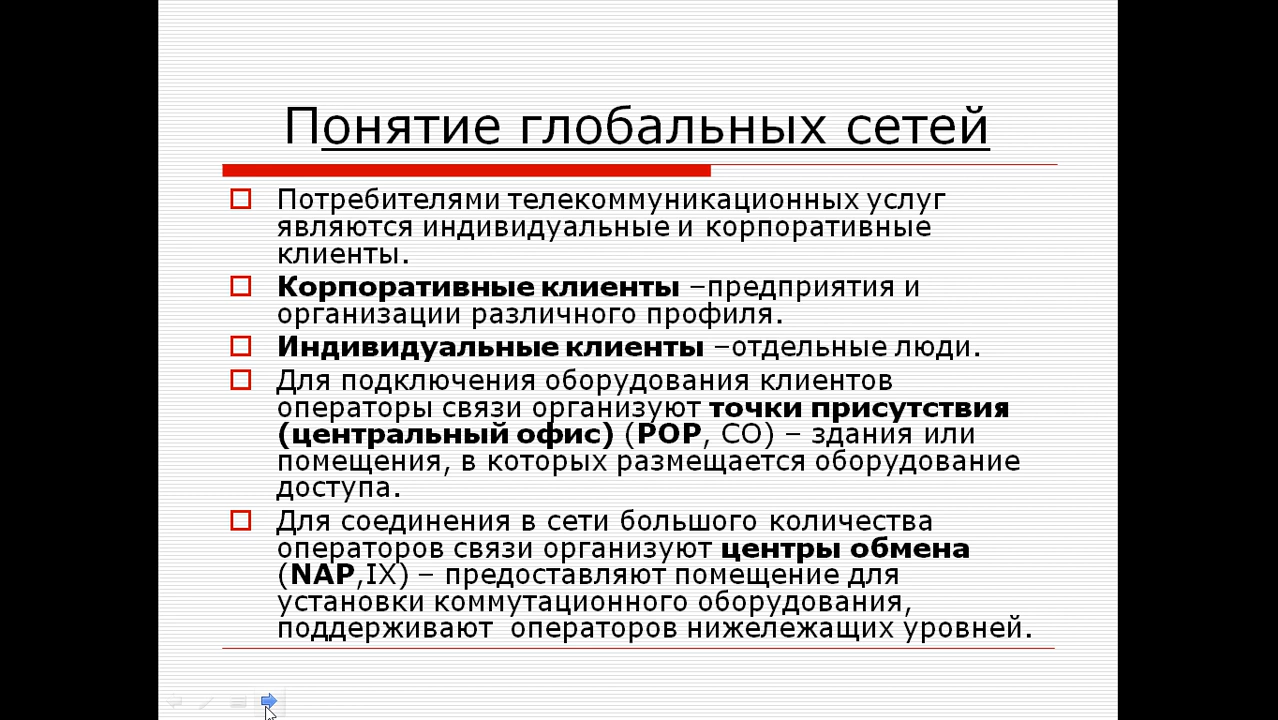 Понятие глобальных сетей
Потребителями телекоммуникационных услуг
являются индивидуальные и корпоративные
клиенты.
Корпоративные клиенты –предприятия и
организации различного профиля.
Индивидуальные клиенты –отдельные люди.
Для подключения оборудования клиентов
операторы связи организуют точки присутствия
(центральный офис) (POP, CO) – здания или
помещения, в которых размещается оборудование
доступа.
Для соединения в сети большого количества
операторов связи организуют центры обмена
(NAP,IX) – предоставляют помещение для
установки коммутационного оборудования,
поддерживают  операторов нижележащих уровней.